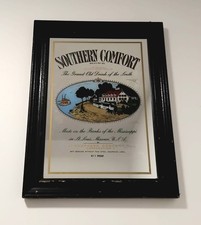 SOUTHERN COMFORT
The Grand Old Drink of the South
Made on the Banks of the Mississippi
in St. Louis, Missouri, U.S.A.